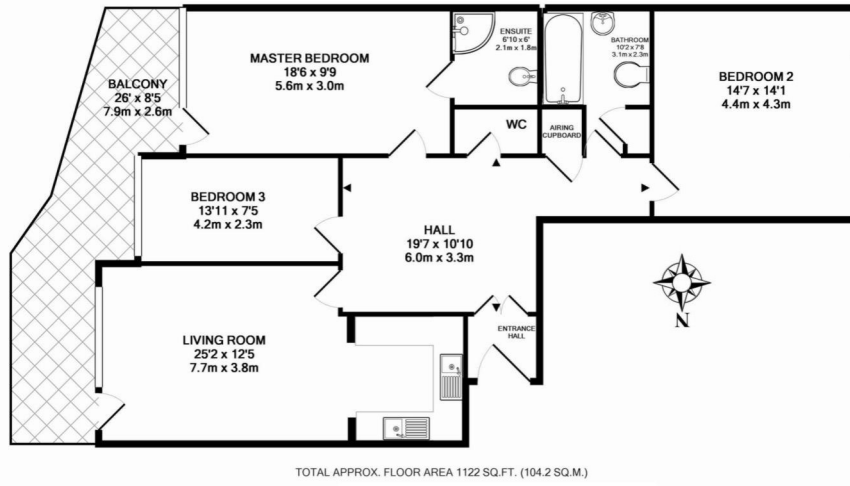 MASTER BEDROOM
18'6 x 9'9
5.6m x 3.0m
ENSUITE
6'10 x 6'
2.1m x 1.8m
BATHROOM
10'2 x 7'8
3.1m x 2.3m
BEDROOM 2
14'7 x 14'1
4.4m x 4.3m
BALCONY
26' x 8'5
7.9m x 2.6m
WC
AIRING
CUPBOARD
BEDROOM 3
13'11 x 7'5
4.2m x 2.3m
HALL
19'7 x 10'10
6.0m x 3.3m
N
ENTRANCE
HALL
LIVING ROOM
25'2 x 12'5
7.7m x 3.8m
TOTAL APPROX. FLOOR AREA 1122 SQ.FT. (104.2 SQ.M.)